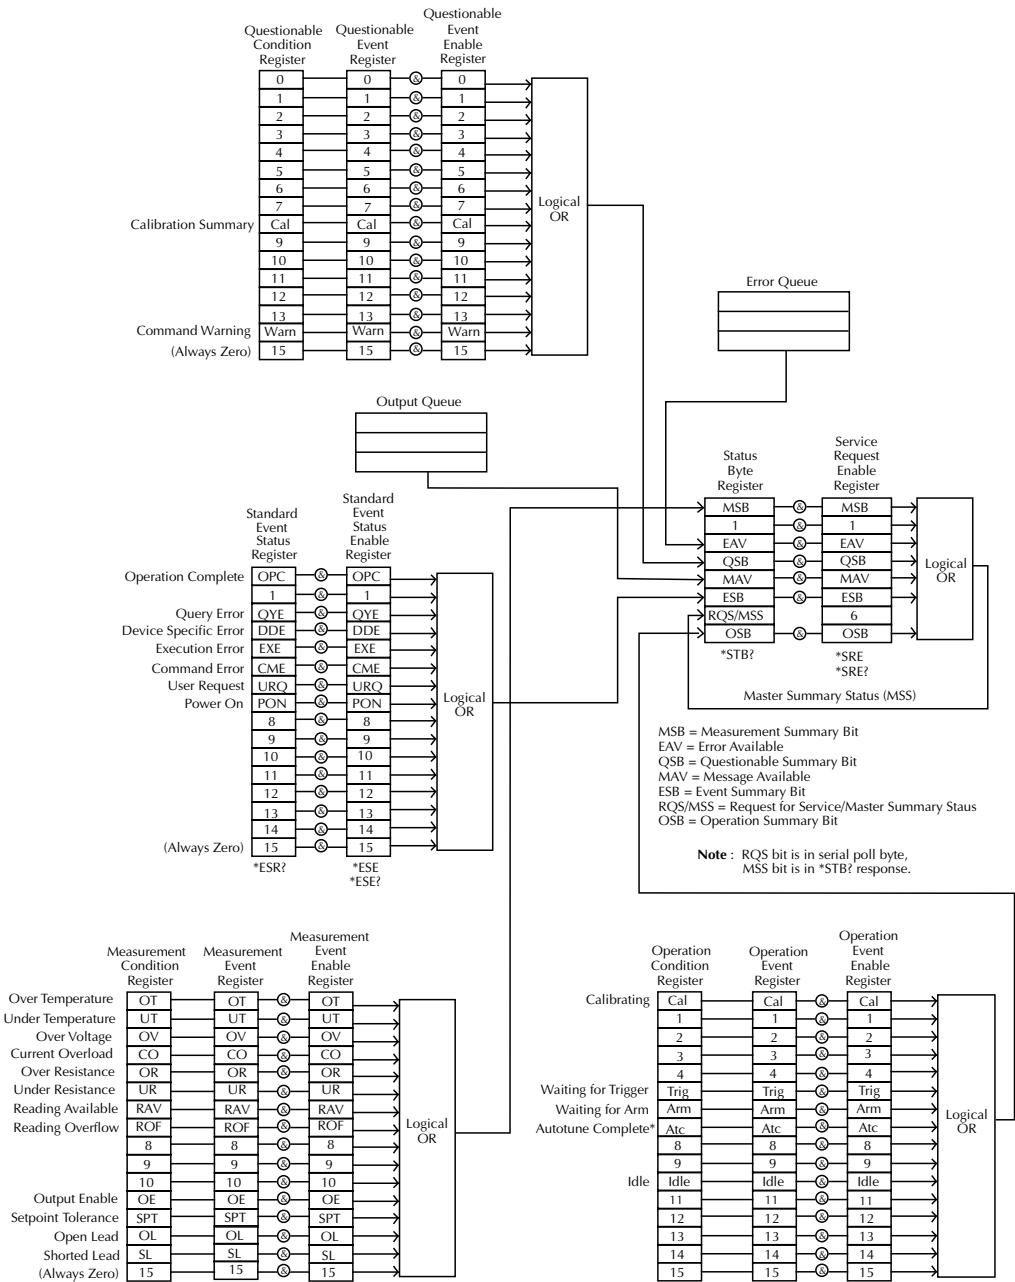 Questionable
Condition
Register
Questionable
Event
Register
Questionable
Event
Enable
Register
0 0 & 0
1 1 & 1
2 2 & 2
3 3 & 3
4 4 & 4
5 5 & 5
6 6 & 6
7 7 & 7
Calibration Summary Cal Cal & Cal
9 9 & 9
10 10 & 10
11 11 & 11
12 12 & 12
13 13 & 13
Command Warning Warn Warn & Warn
(Always Zero) 15 15 & 15
Logical
OR
Error Queue
Output Queue
Status
Byte
Register
Service
Request
Enable
Register
MSB & MSB
1 & 1
EAV & EAV
QSB & QSB
MAV & MAV
ESB & ESB
RQS/MSS 6
OSB & OSB
Logical
OR
*STB?
*SRE
*SRE?
Master Summary Status (MSS)
Standard
Event
Status
Register
Standard
Event
Status
Enable
Register
Operation Complete OPC & OPC
1 & 1
Query Error QYE & QYE
Device Specific Error DDE & DDE
Execution Error EXE & EXE
Command Error CME & CME
User Request URQ & URQ
Power On PON & PON
8 & 8
9 & 9
10 & 10
11 & 11
12 & 12
13 & 13
14 & 14
(Always Zero) 15 & 15
Logical
OR
*ESR?
*ESE
*ESE?
MSB = Measurement Summary Bit
EAV = Error Available
QSB = Questionable Summary Bit
MAV = Message Available
ESB = Event Summary Bit
RQS/MSS = Request for Service/Master Summary Staus
OSB = Operation Summary Bit
Note : RQS bit is in serial poll byte,
MSS bit is in *STB? response.
Measurement
Condition
Register
Measurement
Event
Register
Measurement
Event
Enable
Register
Over Temperature OT OT & OT
Under Temperature UT UT & UT
Over Voltage OV OV & OV
Current Overload CO CO & CO
Over Resistance OR OR & OR
Under Resistance UR UR & UR
Reading Available RAV RAV & RAV
Reading Overflow ROF ROF & ROF
8 8 & 8
9 9 & 9
10 10 & 10
Output Enable OE OE & OE
Setpoint Tolerance SPT SPT & SPT
Open Lead OL OL & OL
Shorted Lead SL SL & SL
(Always Zero) 15 15 & 15
Logical
OR
Operation
Condition
Register
Operation
Event
Register
Operation
Event
Enable
Register
Calibrating Cal Cal & Cal
1 1 & 1
2 2 & 2
3 3 & 3
4 4 & 4
Waiting for Trigger Trig Trig & Trig
Waiting for Arm Arm Arm & Arm
Autotune Complete* Atc Atc & Atc
8 8 & 8
9 9 & 9
Idle Idle Idle & Idle
11 11 & 11
12 12 & 12
13 13 & 13
14 14 & 14
15 15 & 15
Logical
OR